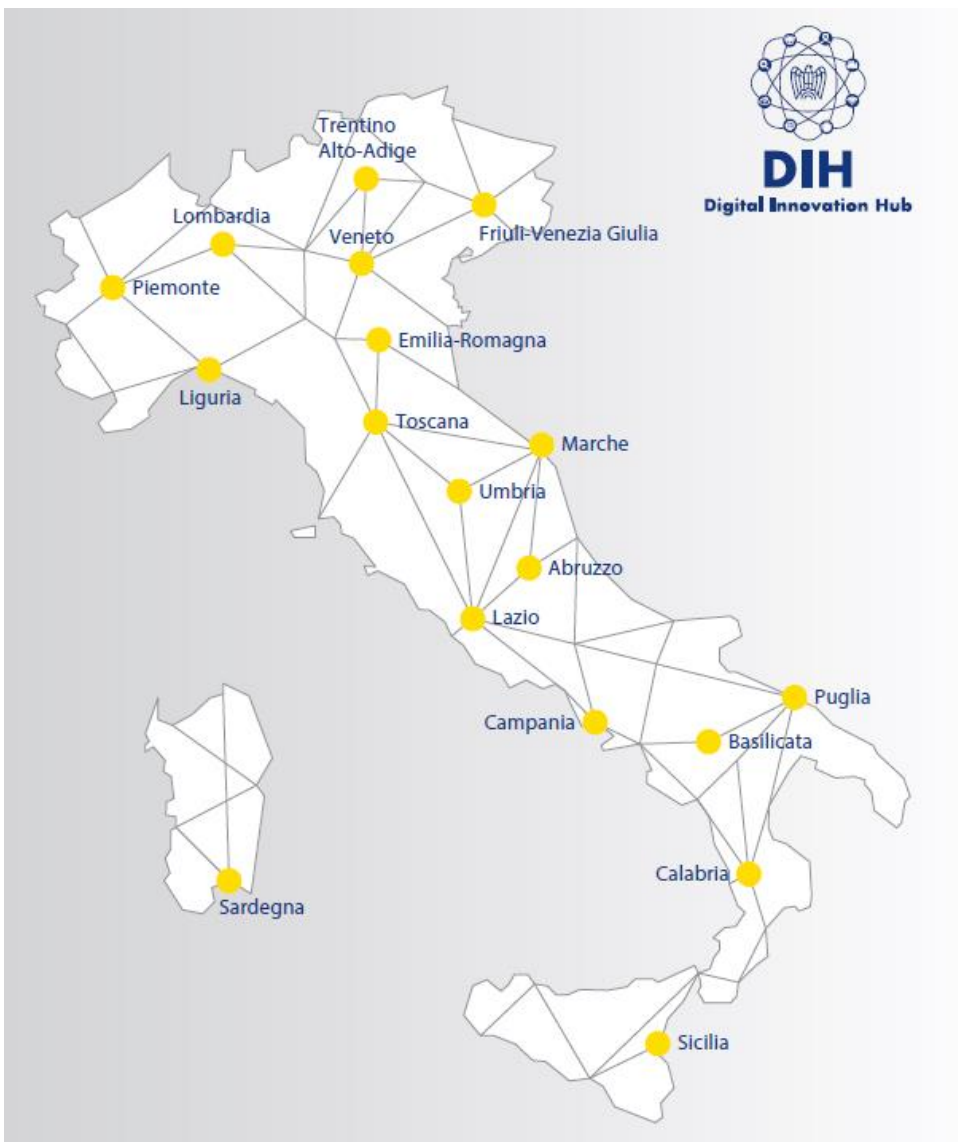 DIH
Digital Innovation Hub
Trentino
Alto-Adige
Lombardia
Veneto
Friuli-Venezia Giulia
Piemonte
Emilia-Romagna
Liguria
Toscana
Marche
Umbria
Abruzzo
Lazio
Puglia
Campania
Basilicata
Calabria
Sardegna
Sicilia